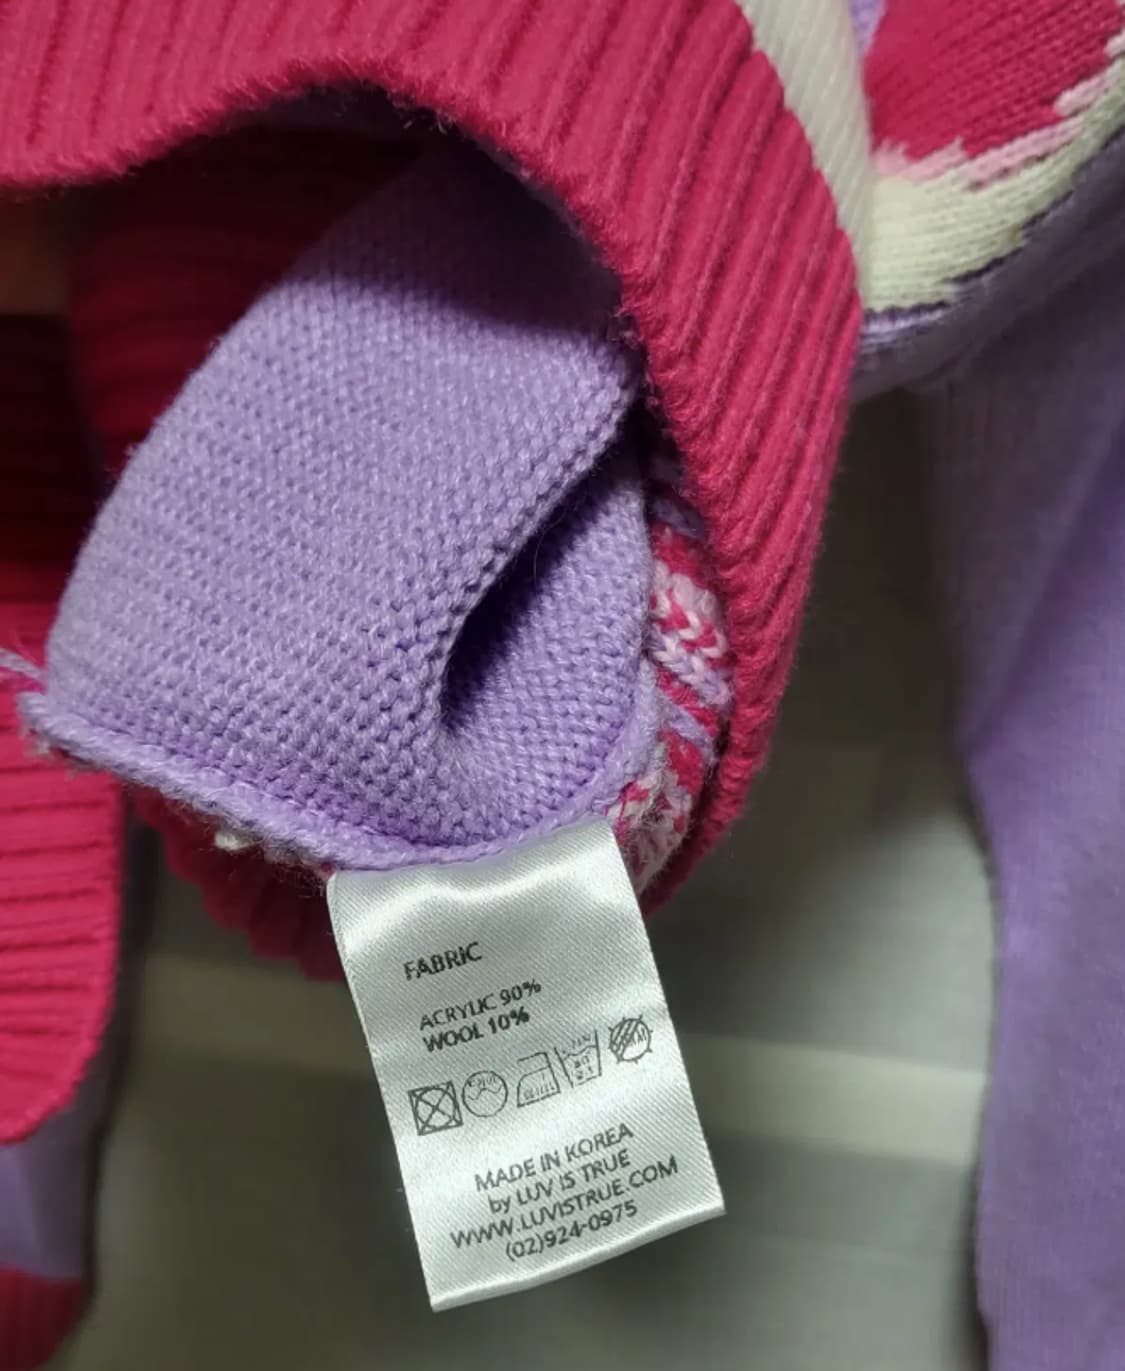 FABRIC
ACRYLIC 90%
WOOL 10%
MADE IN KOREA
by LUV IS TRUE
WWW.LUVISTRUE.COM
(02)924-0975